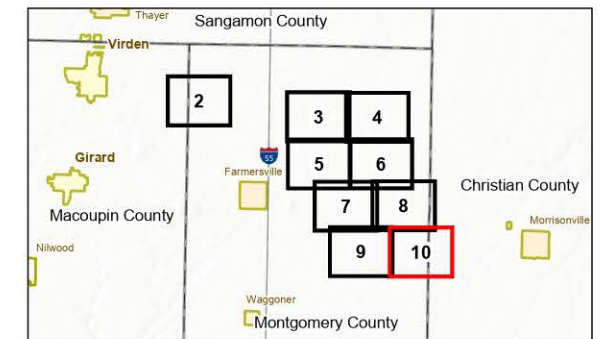 Thayer
Sangamon County
Virden
2
3
4
5
6
55
Girard
Farmersville
Christian County
7
8
Macoupin County
Morrisonville
Nilwood
9
10
Waggoner
Montgomery County